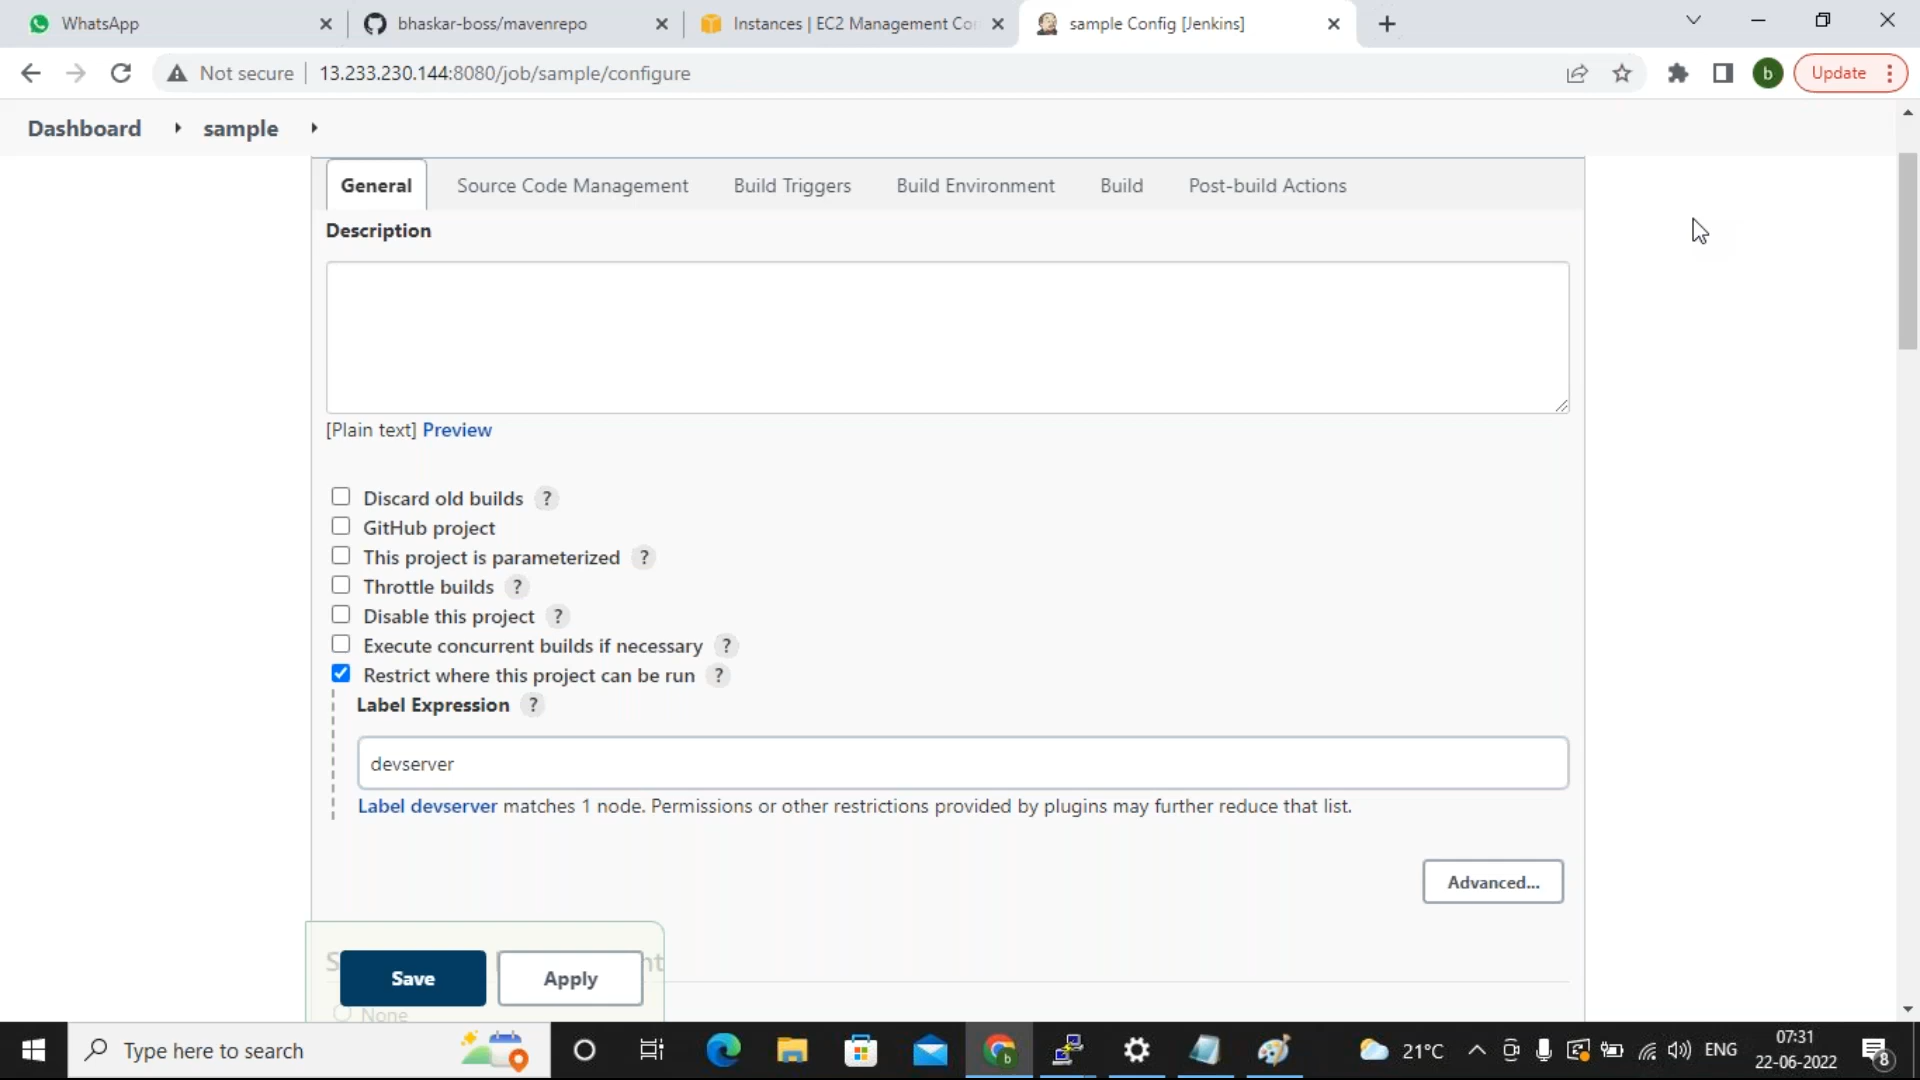 WhatsApp
bhaskar-boss/mavenrepo
Instances | EC2 Management Co
sample Config [Jenkins]
Not secure
13.233.230.144:8080/job/sample/configure
b
Update
Dashboard
sample
General
Source Code Management
Build Triggers
Build Environment
Build
Post-build Actions
Description
[Plain text] Preview
Discard old builds ?
GitHub project
This project is parameterized ?
Throttle builds ?
Disable this project ?
Execute concurrent builds if necessary ?
Restrict where this project can be run ?
Label Expression ?
devserver
Label devserver matches 1 node. Permissions or other restrictions provided by plugins may further reduce that list.
Advanced...
Save
Apply
None
Type here to search
21°C
ENG
07:31
22-06-2022
8